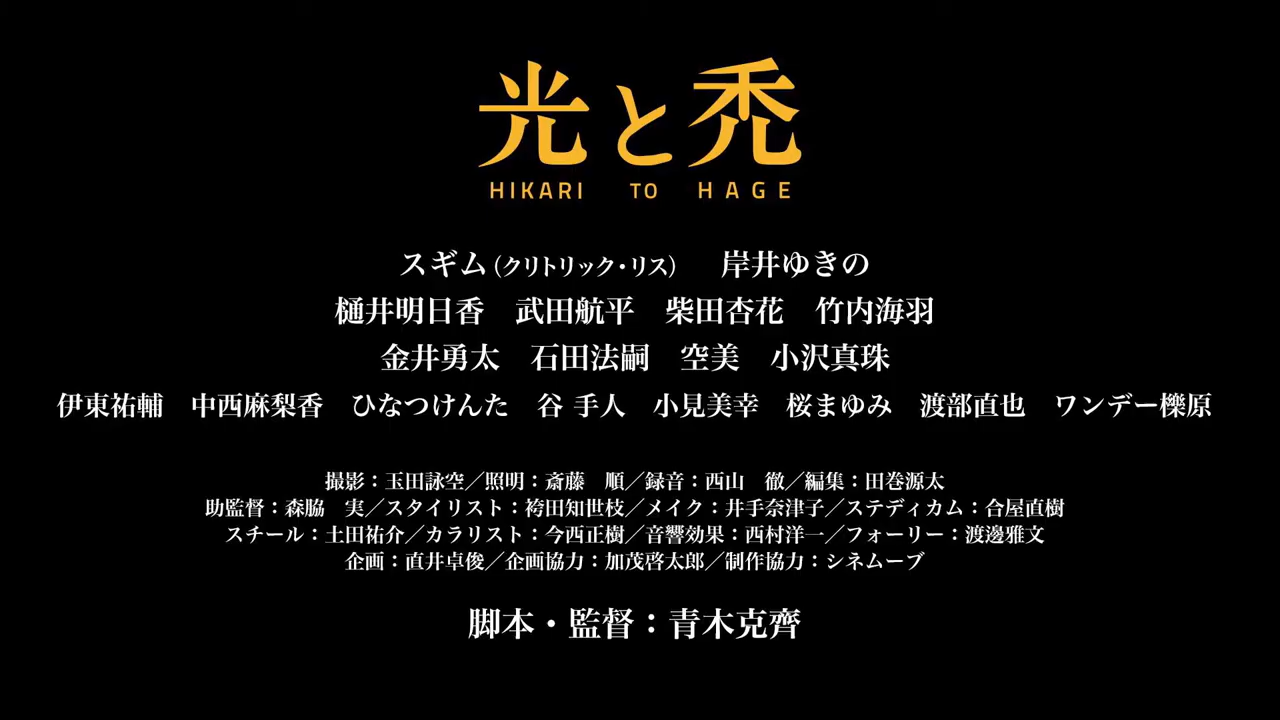 光と禿
HIKARI TO HAGE
スギム（クリトリック・リス）　岸井ゆきの
樋井明日香　武田航平　柴田杏花　竹内海羽
金井勇太　石田法嗣　空美　小沢真珠
伊東祐輔　中西麻梨香　ひなつけんた　谷 手人　小見美幸　桜まゆみ　渡部直也　ワンデー櫟原
撮影：玉田詠空／照明：斎藤　順／録音：西山　徹／編集：田巻源太
助監督：森脇　実／スタイリスト：袴田知世枝／メイク：井手奈津子／ステディカム：合屋直樹
スチール：土田祐介／カラリスト：今西正樹／音響効果：西村洋一／フォーリー：渡邊雅文
企画：直井卓俊／企画協力：加茂啓太郎／制作協力：シネムーブ
脚本・監督：青木克齊